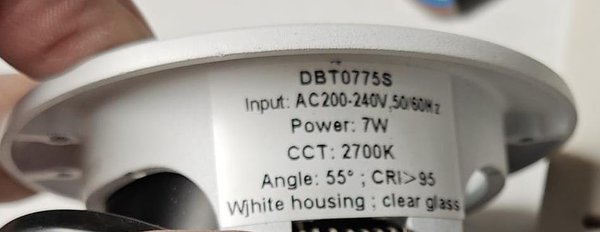 DBT0775S
Input: AC200-240V,50/60Hz
Power: 7W
CCT: 2700K
Angle: 55° ; CRI>95
Wjhite housing ; clear glass